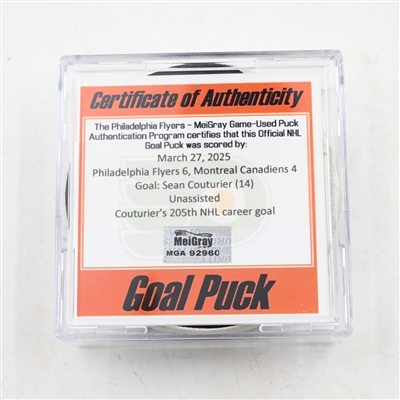 Certificate of Authenticity
The Philadelphia Flyers - MeiGray Game-Used Puck
Authentication Program certifies that this Official NHL
Goal Puck was scored by:
March 27, 2025
Philadelphia Flyers 6, Montreal Canadiens 4
Goal: Sean Couturier (14)
Unassisted
Couturier's 205th NHL career goal
MeiGray
MGA 92960
Goal Puck